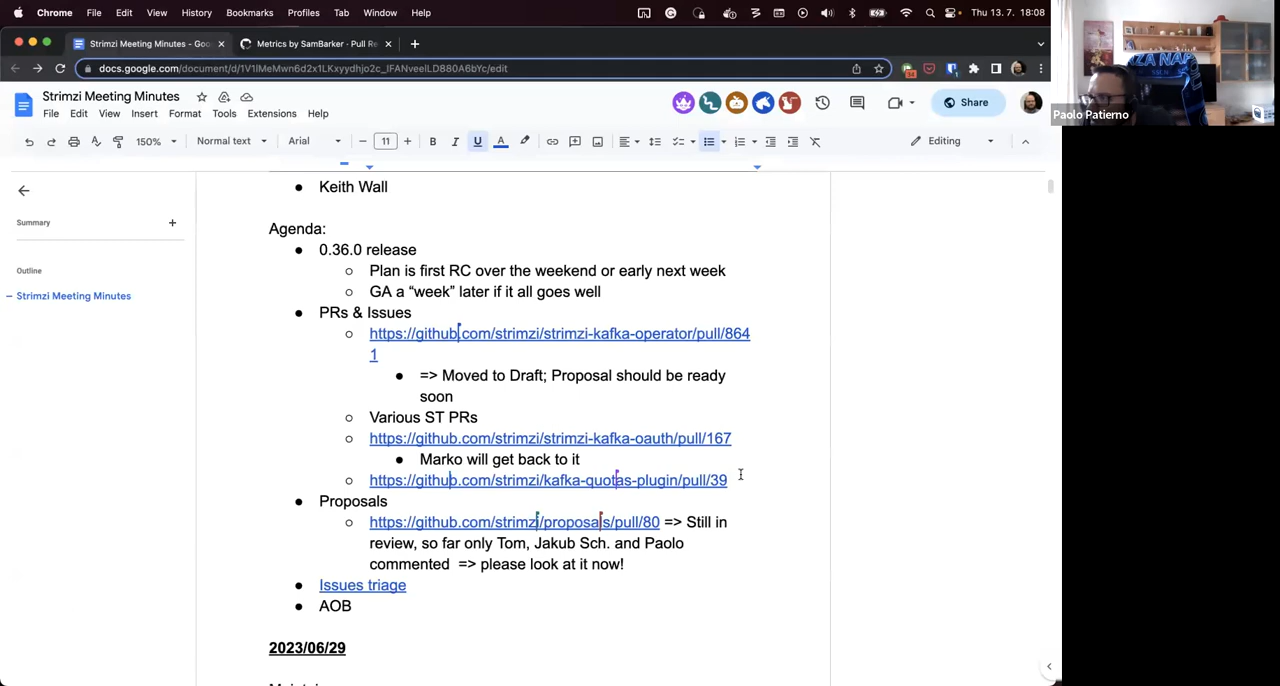 Chrome File Edit View History Bookmarks Profiles Tab Window Help Thu 13. 7. 18:08
Strimzi Meeting Minutes - Goo Metrics by SamBarker · Pull Re
docs.google.com/document/d/1V1lMeMwn6d2x1LKxyydhjo2c_IFANveelLD880A6bYc/edit
Strimzi Meeting Minutes
File Edit View Insert Format Tools Extensions Help
Share
150% Normal text Arial 11 Editing
Paolo Patierno
Summary
Outline
Strimzi Meeting Minutes
Keith Wall
Agenda:
0.36.0 release
Plan is first RC over the weekend or early next week
GA a “week” later if it all goes well
PRs & Issues
https://github.com/strimzi/strimzi-kafka-operator/pull/864
1
=> Moved to Draft; Proposal should be ready
soon
Various ST PRs
https://github.com/strimzi/strimzi-kafka-oauth/pull/167
Marko will get back to it
https://github.com/strimzi/kafka-quotas-plugin/pull/39
Proposals
https://github.com/strimzi/proposals/pull/80 => Still in
review, so far only Tom, Jakub Sch. and Paolo
commented => please look at it now!
Issues triage
AOB
2023/06/29